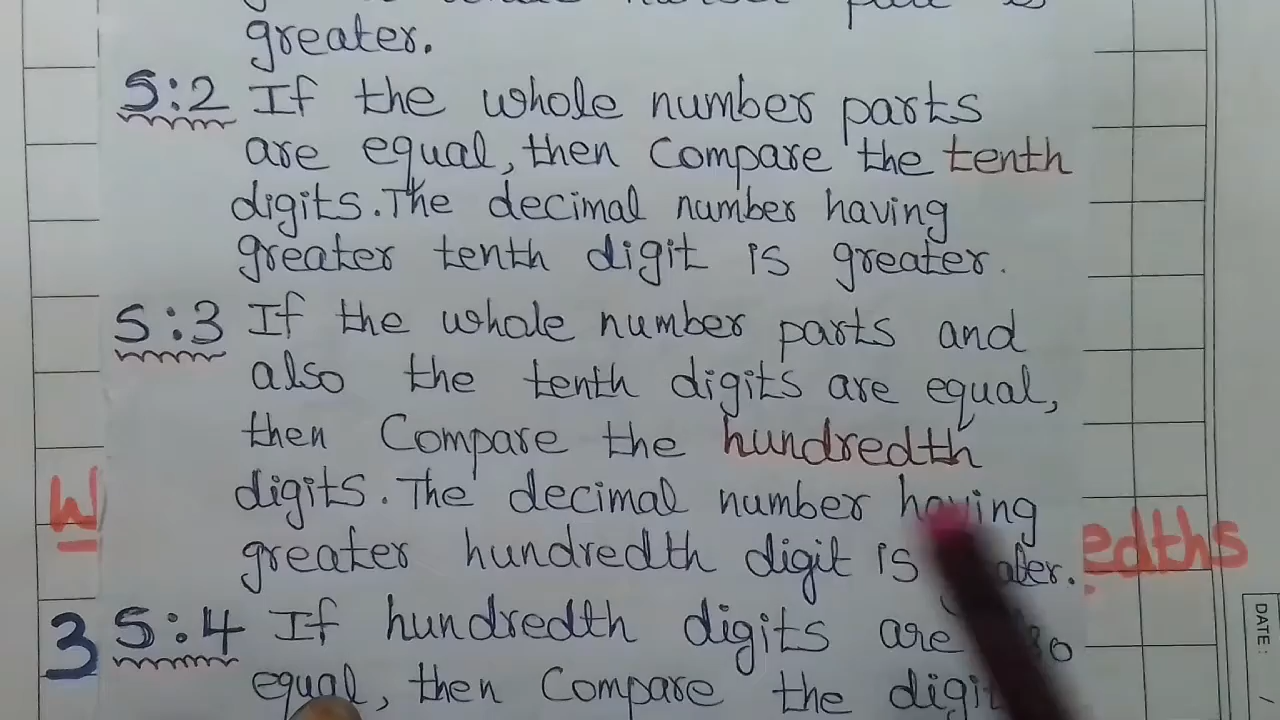 greater.
S:2 If the whole number parts
are equal, then Compare the tenth
digits. The decimal number having
greater tenth digit is greater.
S:3 If the whole number parts and
also the tenth digits are equal,
then Compare the hundredth
digits. The decimal number having
greater hundredth digit is
edths
3 S:4 If hundredth digits are
equal, then Compare the
DATE: